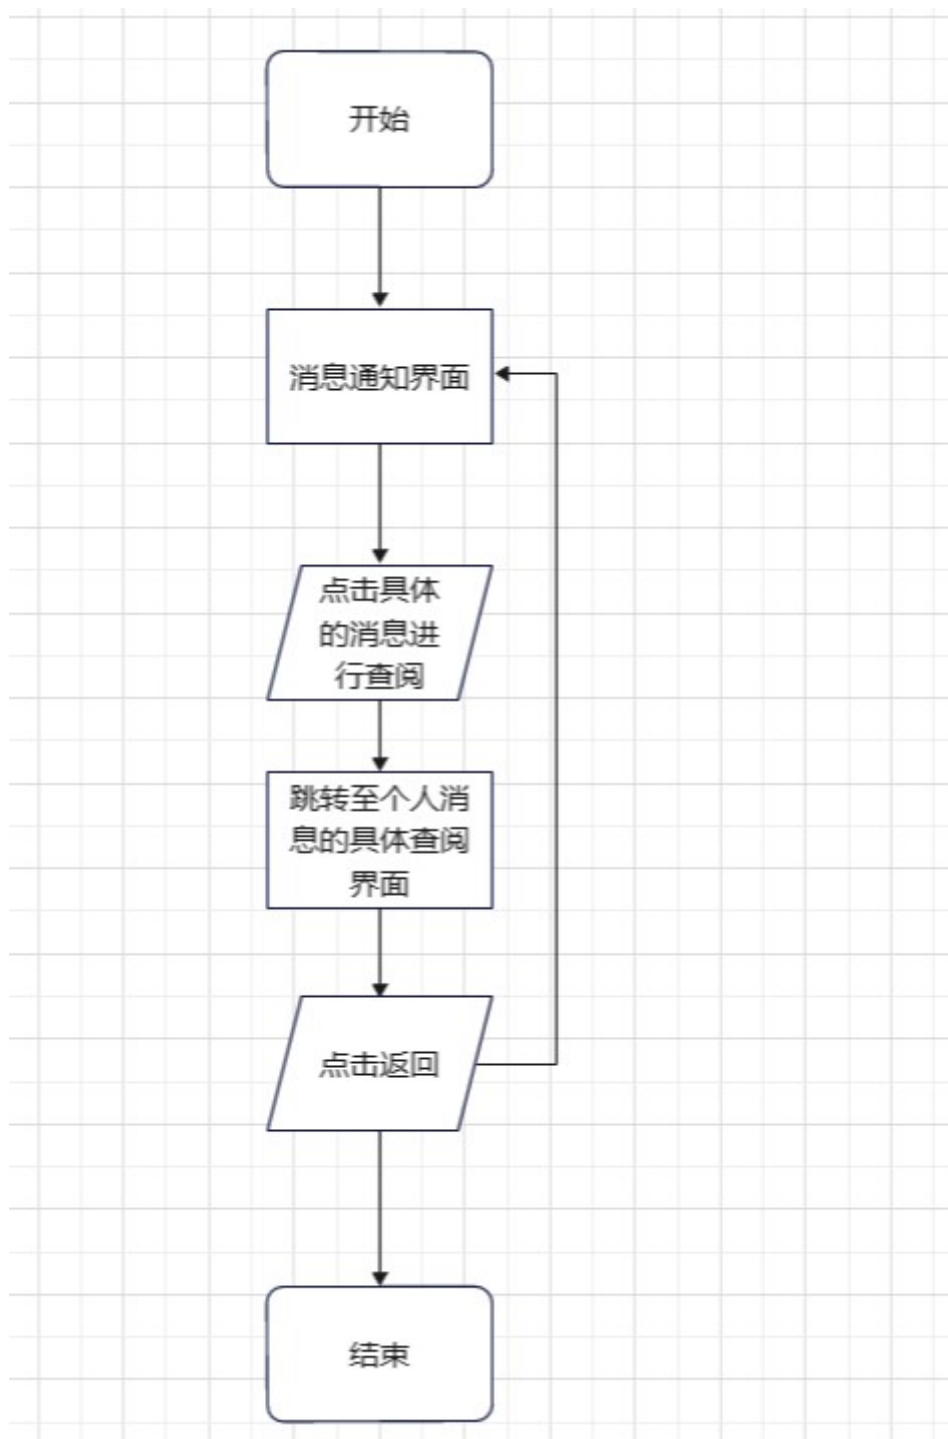 开始
消息通知界面
点击具体
的消息进
行查阅
跳转至个人消
息的具体查阅
界面
点击返回
结束